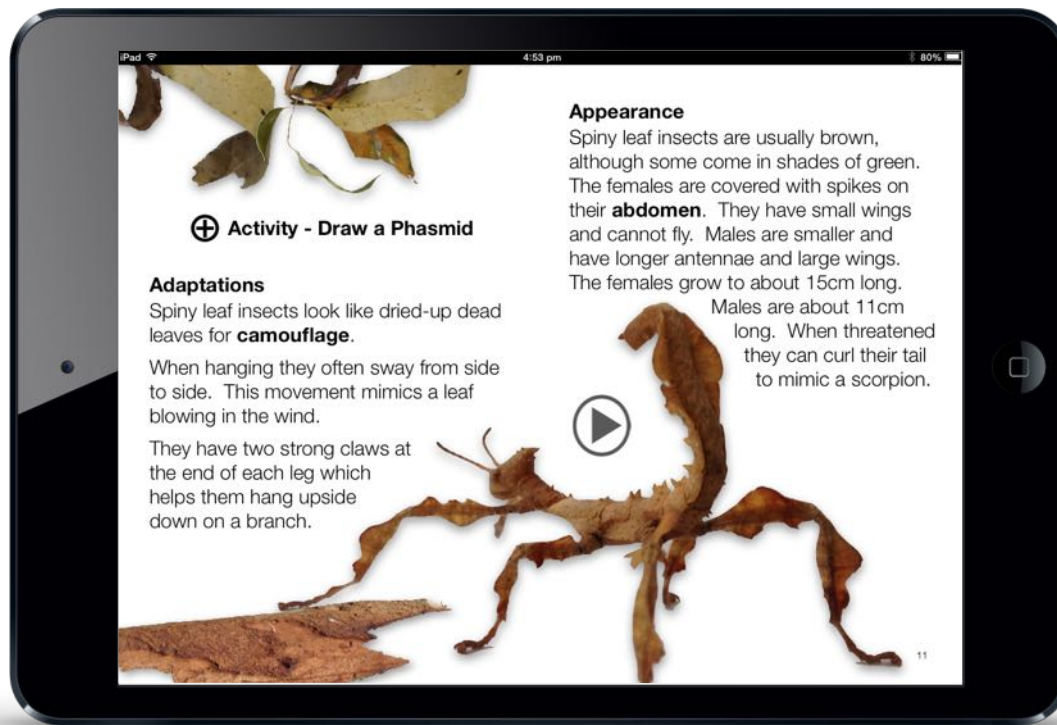 iPad
4:53 pm
80%
Activity - Draw a Phasmid
Adaptations
Spiny leaf insects look like dried-up dead
leaves for camouflage.
When hanging they often sway from side
to side.  This movement mimics a leaf
blowing in the wind.
They have two strong claws at
the end of each leg which
helps them hang upside
down on a branch.
Appearance
Spiny leaf insects are usually brown,
although some come in shades of green.
The females are covered with spikes on
their abdomen.  They have small wings
and cannot fly.  Males are smaller and
have longer antennae and large wings.
The females grow to about 15cm long.
Males are about 11cm
long.  When threatened
they can curl their tail
to mimic a scorpion.
11